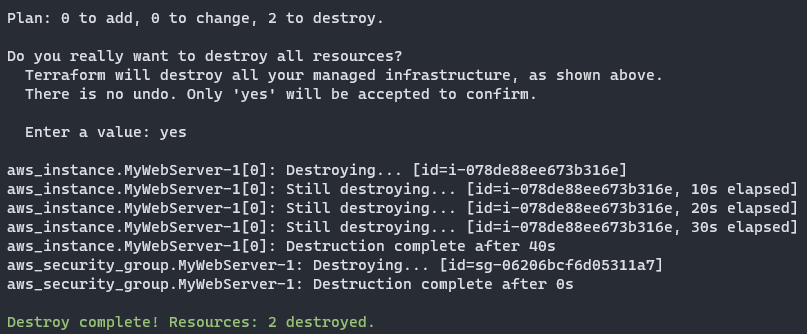 Plan: 0 to add, 0 to change, 2 to destroy.
Do you really want to destroy all resources?
Terraform will destroy all your managed infrastructure, as shown above.
There is no undo. Only 'yes' will be accepted to confirm.
Enter a value: yes
aws_instance.MyWebServer-1[0]: Destroying... [id=i-078de88ee673b316e]
aws_instance.MyWebServer-1[0]: Still destroying... [id=i-078de88ee673b316e, 10s elapsed]
aws_instance.MyWebServer-1[0]: Still destroying... [id=i-078de88ee673b316e, 20s elapsed]
aws_instance.MyWebServer-1[0]: Still destroying... [id=i-078de88ee673b316e, 30s elapsed]
aws_instance.MyWebServer-1[0]: Destruction complete after 40s
aws_security_group.MyWebServer-1: Destroying... [id=sg-06206bcf6d05311a7]
aws_security_group.MyWebServer-1: Destruction complete after 0s
Destroy complete! Resources: 2 destroyed.